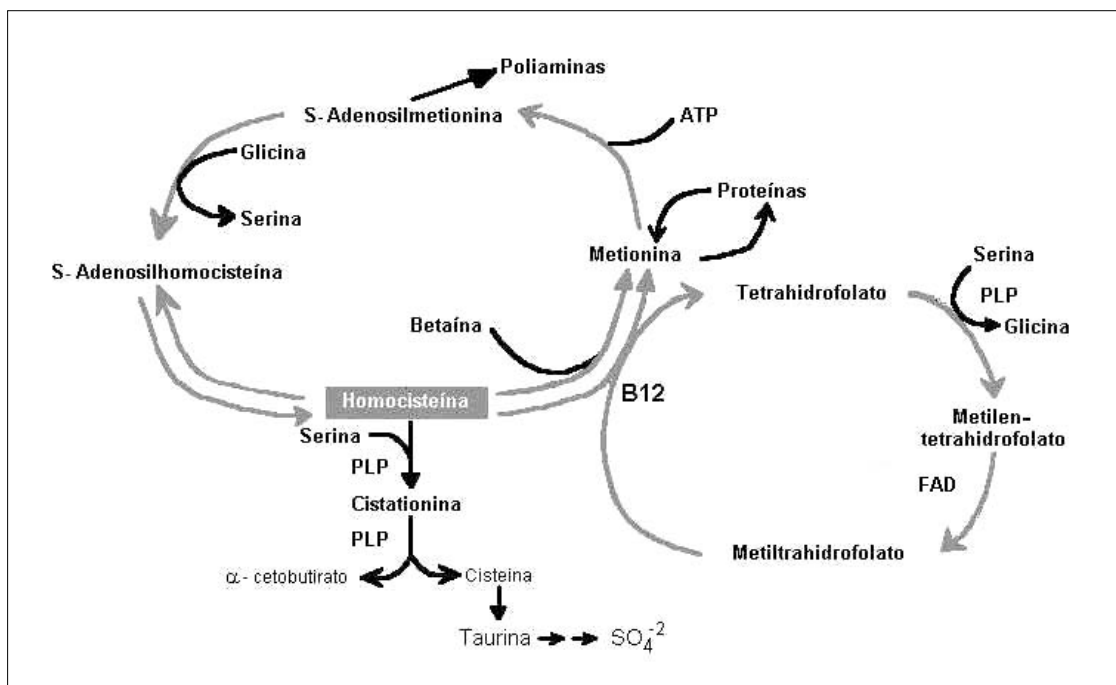 Poliaminas
S- Adenosilmetionina
ATP
Glicina
Proteínas
Serina
Metionina
Serina
S- Adenosilhomocisteína
Tetrahidrofolato
PLP
Glicina
Betaína
B12
Homocisteína
Metilen-
tetrahidrofolato
Serina
PLP
FAD
Cistationina
PLP
Metiltrahidrofolato
α- cetobutirato
Cisteína
Taurina
SO4-2